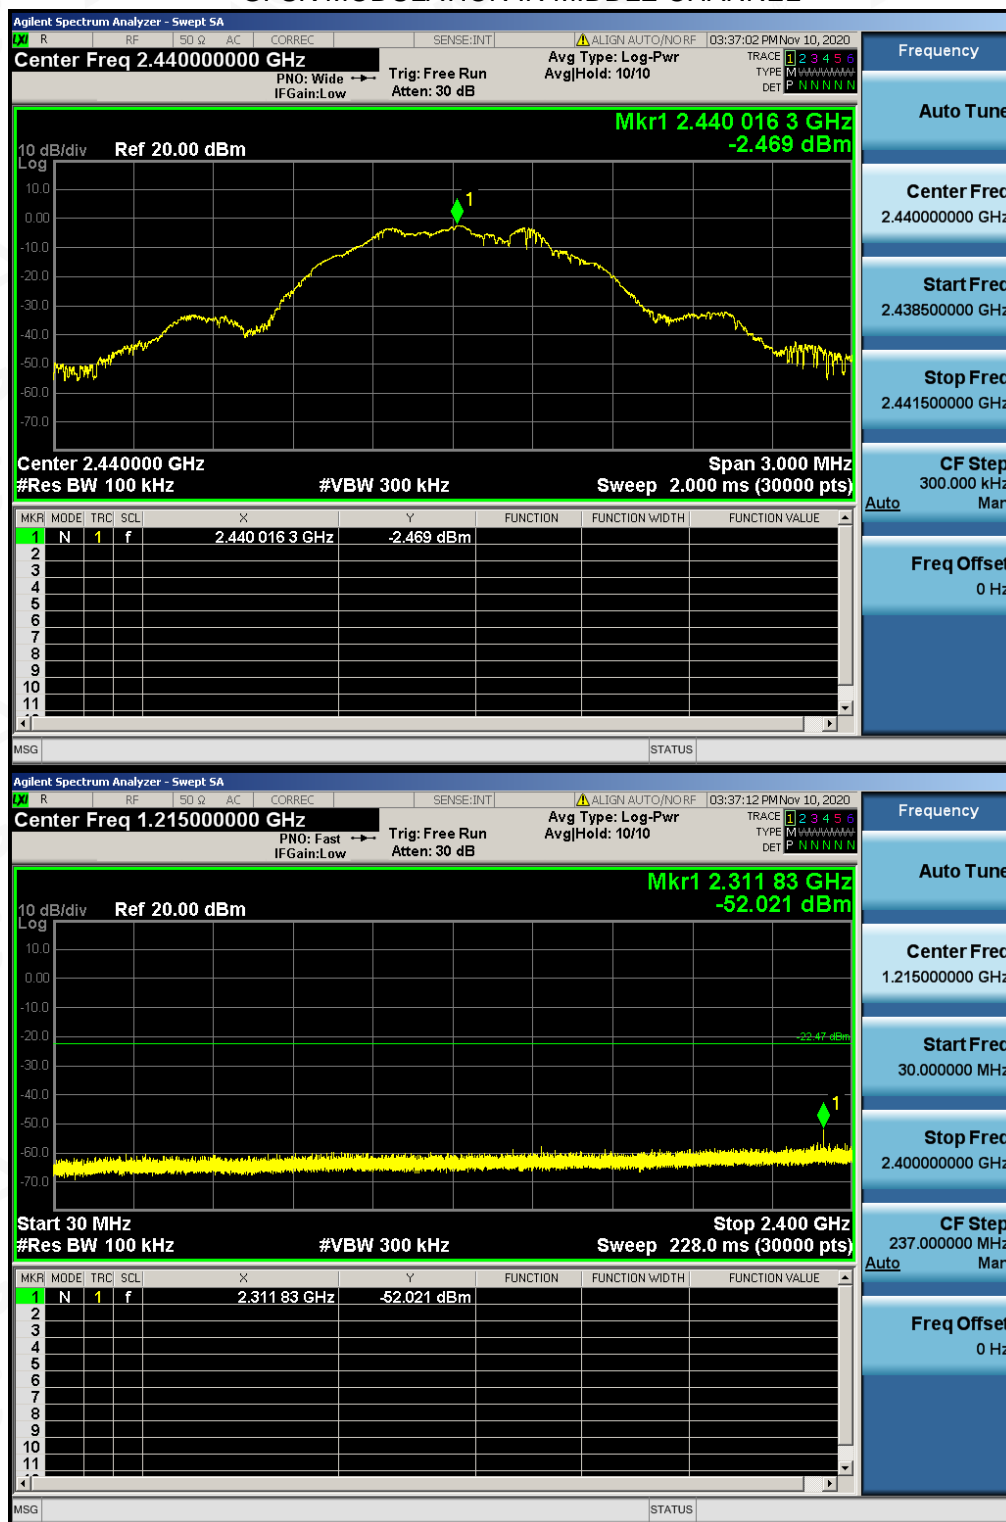 MODULATION IN MIDDLE CHANNEL
Agilent Spectrum Analyzer - Swept SA
LXI R RF 50 Ω AC CORREC SENSE:INT ALIGN AUTO/NO RF 03:37:02 PM Nov 10, 2020
Center Freq 2.440000000 GHz
PNO: Wide
IFGain:Low
Trig: Free Run
Atten: 30 dB
Avg Type: Log-Pwr
Avg|Hold: 10/10
TRACE 1 2 3 4 5 6
TYPE M
DET P N N N N N
Mkr1 2.440 016 3 GHz
-2.469 dBm
10 dB/div Ref 20.00 dBm
Log
10.0
0.00
-10.0
-20.0
-30.0
-40.0
-50.0
-60.0
-70.0
1
Center 2.440000 GHz Span 3.000 MHz
#Res BW 100 kHz #VBW 300 kHz Sweep 2.000 ms (30000 pts)
MKR MODE TRC SCL X Y FUNCTION FUNCTION WIDTH FUNCTION VALUE
1 N 1 f 2.440 016 3 GHz -2.469 dBm
2
3
4
5
6
7
8
9
10
11
MSG STATUS
Frequency
Auto Tune
Center Freq
2.440000000 GHz
Start Freq
2.438500000 GHz
Stop Freq
2.441500000 GHz
CF Step
300.000 kHz
Auto Man
Freq Offset
0 Hz
Agilent Spectrum Analyzer - Swept SA
LXI R RF 50 Ω AC CORREC SENSE:INT ALIGN AUTO/NO RF 03:37:12 PM Nov 10, 2020
Center Freq 1.215000000 GHz
PNO: Fast
IFGain:Low
Trig: Free Run
Atten: 30 dB
Avg Type: Log-Pwr
Avg|Hold: 10/10
TRACE 1 2 3 4 5 6
TYPE M
DET P N N N N N
Mkr1 2.311 83 GHz
-52.021 dBm
10 dB/div Ref 20.00 dBm
Log
10.0
0.00
-10.0
-20.0
-30.0
-40.0
-50.0
-60.0
-70.0
-22.47 dBm
1
Start 30 MHz Stop 2.400 GHz
#Res BW 100 kHz #VBW 300 kHz Sweep 228.0 ms (30000 pts)
MKR MODE TRC SCL X Y FUNCTION FUNCTION WIDTH FUNCTION VALUE
1 N 1 f 2.311 83 GHz -52.021 dBm
2
3
4
5
6
7
8
9
10
11
MSG STATUS
Frequency
Auto Tune
Center Freq
1.215000000 GHz
Start Freq
30.000000 MHz
Stop Freq
2.400000000 GHz
CF Step
237.000000 MHz
Auto Man
Freq Offset
0 Hz